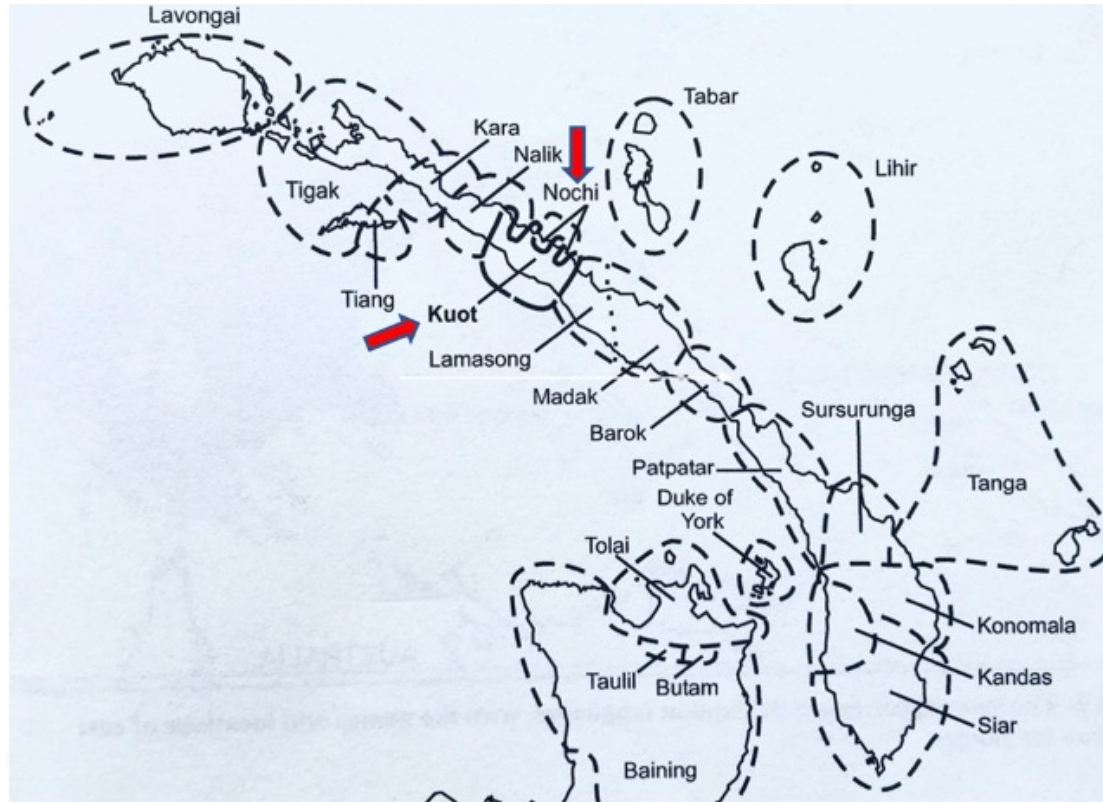 Lavongai
Tabar
Kara
Nalik
Nochi
Lihir
Tigak
Tiang
Kuot
Lamasong
Madak
Sursurunga
Barok
Patpatar
Tanga
Duke of
York
Tolai
Konomala
Taulil
Butam
Kandas
Siar
Baining